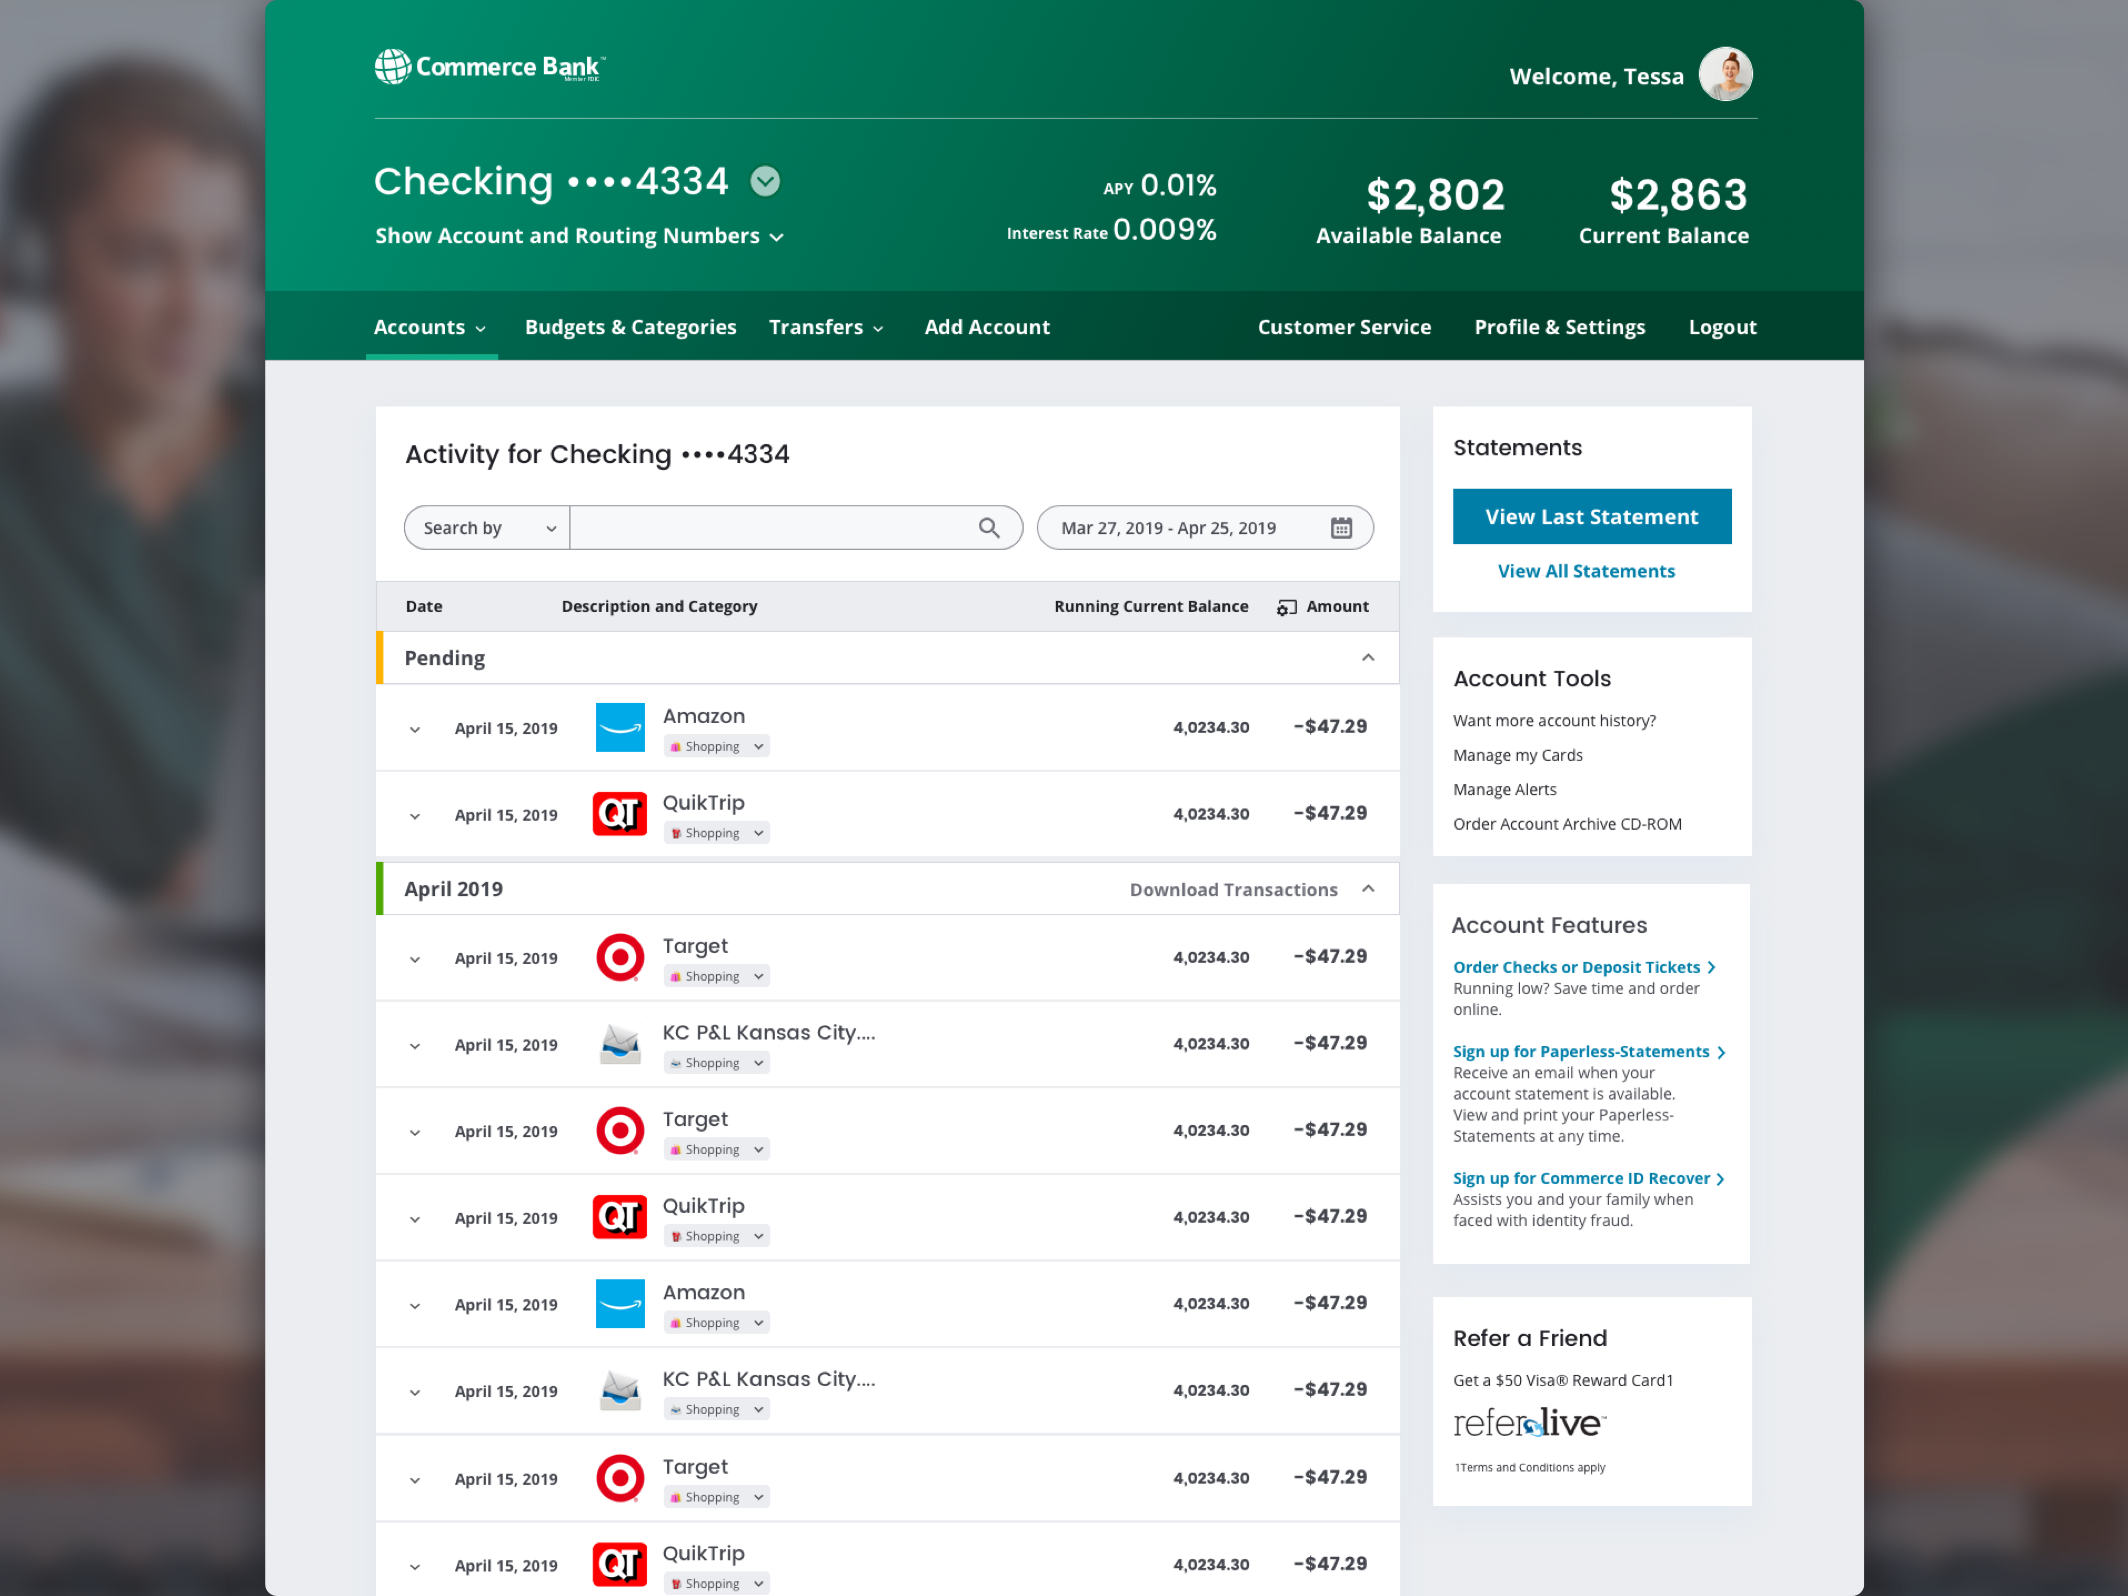 Commerce Bank™
Member FDIC
Welcome, Tessa
Checking ••••4334
Show Account and Routing Numbers
APY 0.01%
Interest Rate 0.009%
$2,802
Available Balance
$2,863
Current Balance
Accounts Budgets & Categories Transfers Add Account Customer Service Profile & Settings Logout
Activity for Checking ••••4334
Search by
Mar 27, 2019 - Apr 25, 2019
Date Description and Category Running Current Balance Amount
Pending
April 15, 2019 Amazon 4,0234.30 -$47.29
Shopping
QT
April 15, 2019 QuikTrip 4,0234.30 -$47.29
Shopping
April 2019 Download Transactions
April 15, 2019 Target 4,0234.30 -$47.29
Shopping
April 15, 2019 KC P&L Kansas City.... 4,0234.30 -$47.29
Shopping
April 15, 2019 Target 4,0234.30 -$47.29
Shopping
QT
April 15, 2019 QuikTrip 4,0234.30 -$47.29
Shopping
April 15, 2019 Amazon 4,0234.30 -$47.29
Shopping
April 15, 2019 KC P&L Kansas City.... 4,0234.30 -$47.29
Shopping
April 15, 2019 Target 4,0234.30 -$47.29
Shopping
QT
April 15, 2019 QuikTrip 4,0234.30 -$47.29
Shopping
Statements
View Last Statement
View All Statements
Account Tools
Want more account history?
Manage my Cards
Manage Alerts
Order Account Archive CD-ROM
Account Features
Order Checks or Deposit Tickets
Running low? Save time and order
online.
Sign up for Paperless-Statements
Receive an email when your
account statement is available.
View and print your Paperless-
Statements at any time.
Sign up for Commerce ID Recover
Assists you and your family when
faced with identity fraud.
Refer a Friend
Get a $50 Visa® Reward Card1
referlive™
1Terms and Conditions apply